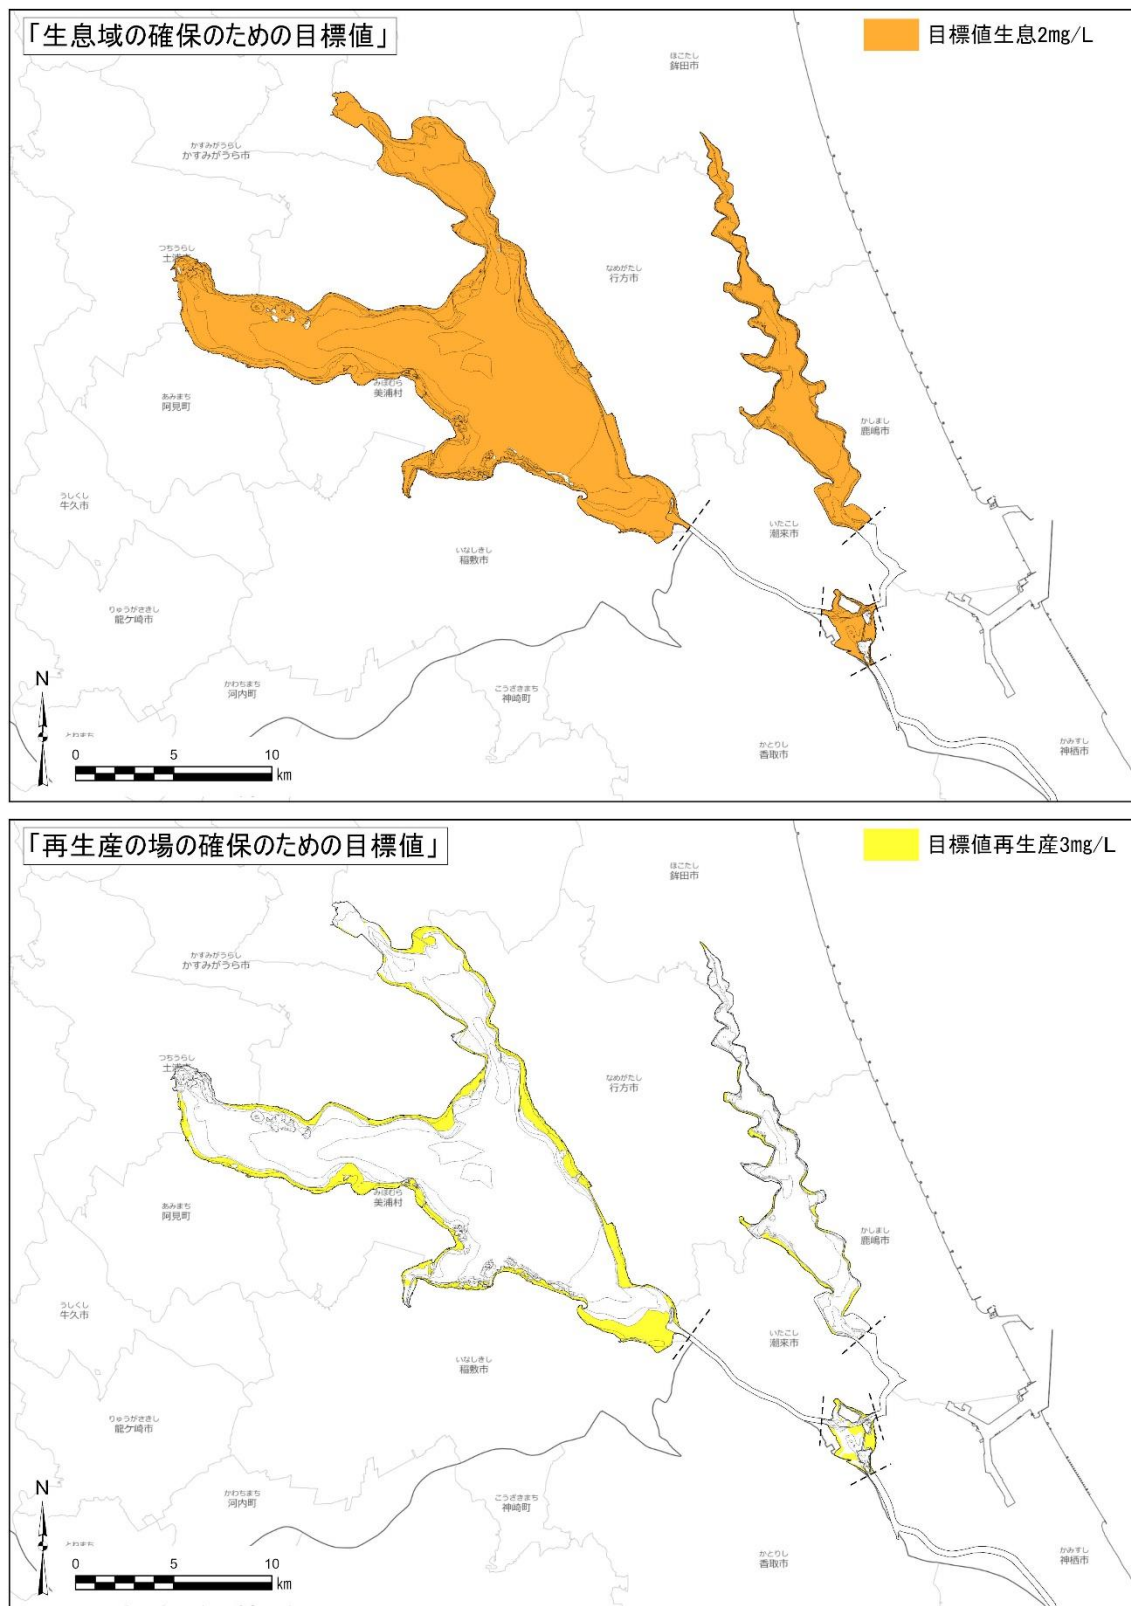 「生息域の確保のための目標値」
目標値生息2mg/L
ほこたし
鉾田市
かすみがうらし
かすみがうら市
つちうらし
なめがたし
行方市
あみまち
阿見町
みほむら
美浦村
かしまし
鹿嶋市
うしくし
牛久市
いなしきし
稲敷市
いたこし
潮来市
りゅうがさきし
龍ケ崎市
かわちまち
河内町
こうざきまち
神崎町
かとりし
香取市
かみすし
神栖市
N
とねまち
0 5 10
km
「再生産の場の確保のための目標値」
目標値再生産3mg/L
ほこたし
鉾田市
かすみがうらし
かすみがうら市
つちうらし
なめがたし
行方市
あみまち
阿見町
みほむら
美浦村
かしまし
鹿嶋市
うしくし
牛久市
いなしきし
稲敷市
いたこし
潮来市
りゅうがさきし
龍ケ崎市
かわちまち
河内町
こうざきまち
神崎町
かとりし
香取市
かみすし
神栖市
N
とねまち
0 5 10
km